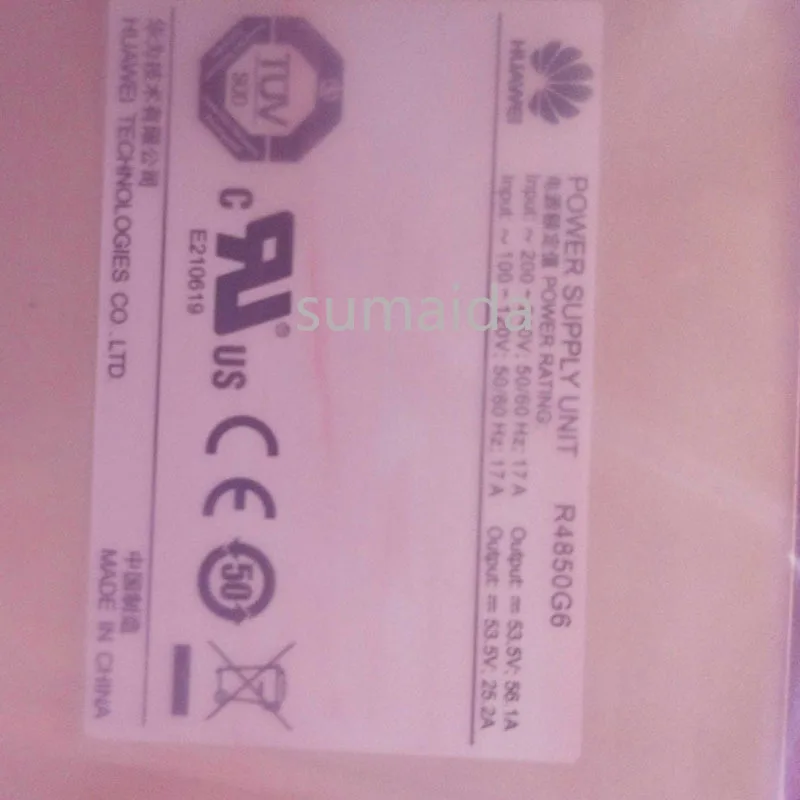 HUAWEI
POWER SUPPLY UNIT R4850G6
电源额定值 POWER RATING
Input: ~ 200 - 0V; 50/60 Hz; 17 A Output: ⎓ 53.5V; 56.1A
Input: ~ 100 - 0V; 50/60 Hz; 17 A Output: ⎓ 53.5V; 25.2A
TÜV
SÜD
C UR ® US
E210619
CE
50
华为技术有限公司 中国制造
HUAWEI TECHNOLOGIES CO., LTD. MADE IN CHINA
sumaida